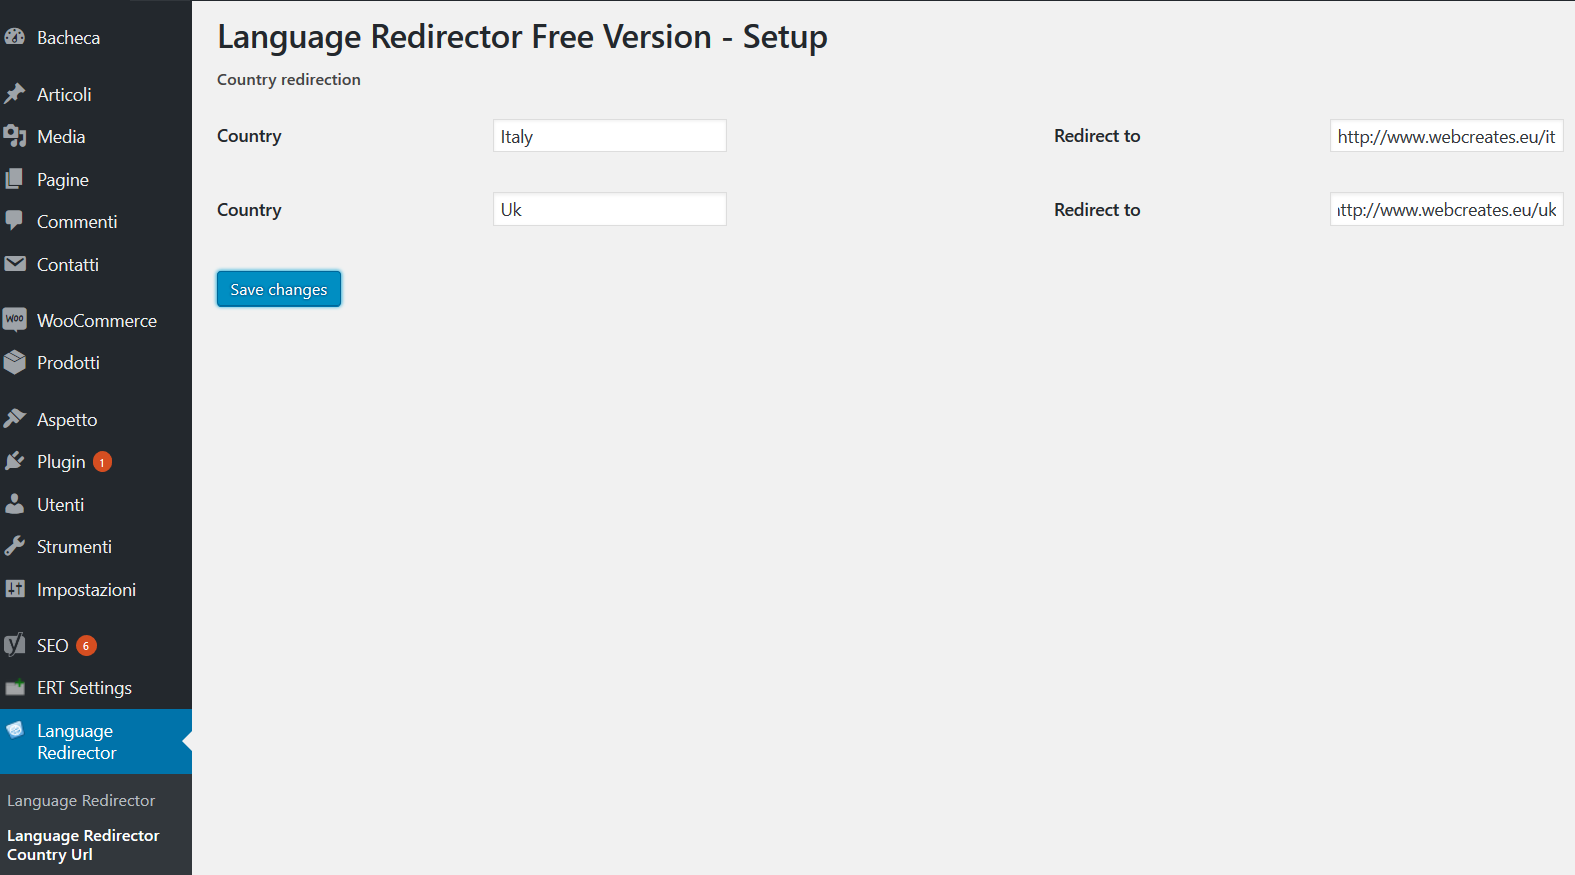 Bacheca
Articoli
Media
Pagine
Commenti
Contatti
Woo WooCommerce
Prodotti
Aspetto
Plugin 1
Utenti
Strumenti
Impostazioni
SEO 6
ERT Settings
Language
Redirector
Language Redirector
Language Redirector
Country Url
Language Redirector Free Version - Setup
Country redirection
Country Italy Redirect to http://www.webcreates.eu/it
Country Uk Redirect to ttp://www.webcreates.eu/uk
Save changes